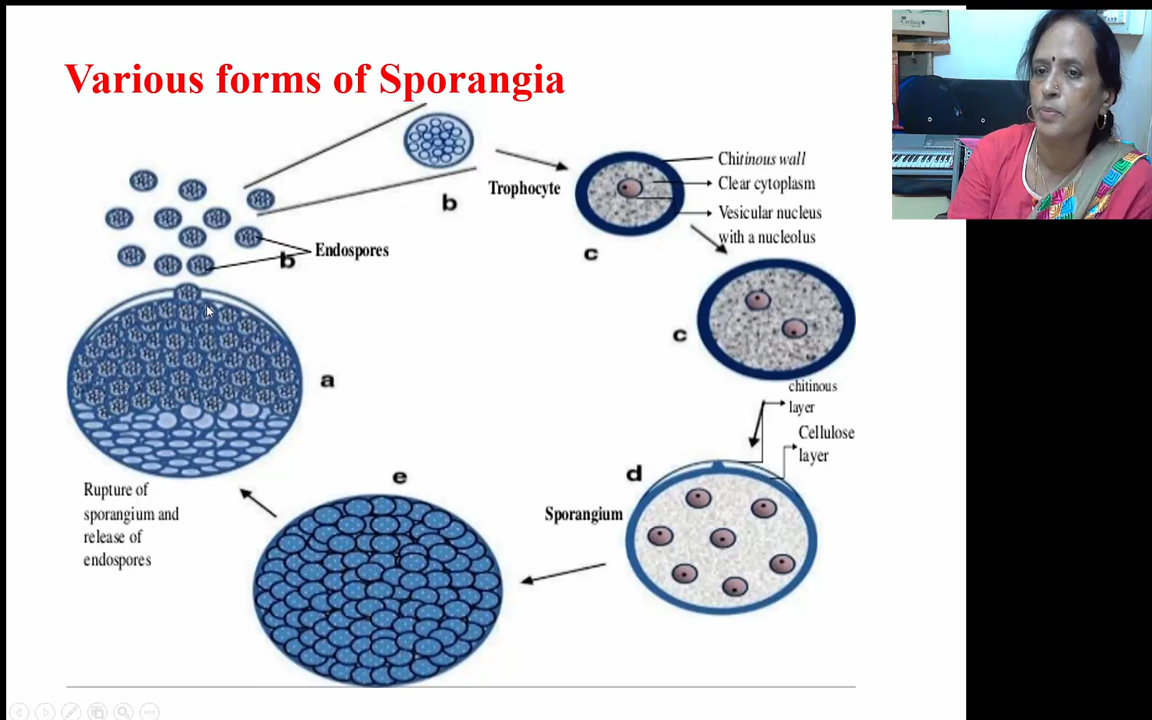 Various forms of Sporangia
b
Trophocyte
Chitinous wall
Clear cytoplasm
Vesicular nucleus
with a nucleolus
c
Endospores
b
c
a
chitinous
layer
Cellulose
layer
d
Sporangium
e
Rupture of
sporangium and
release of
endospores